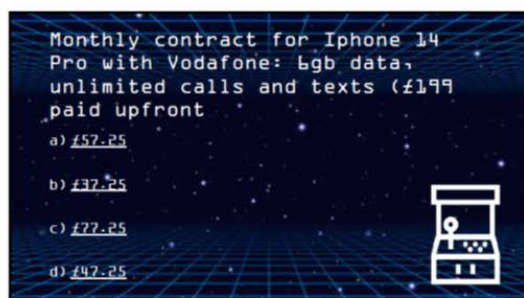 Monthly contract for Iphone 14
Pro with Vodafone: 6gb data,
unlimited calls and texts (£199
paid upfront
a) £57.25
b) £37.25
c) £77.25
d) £47.25